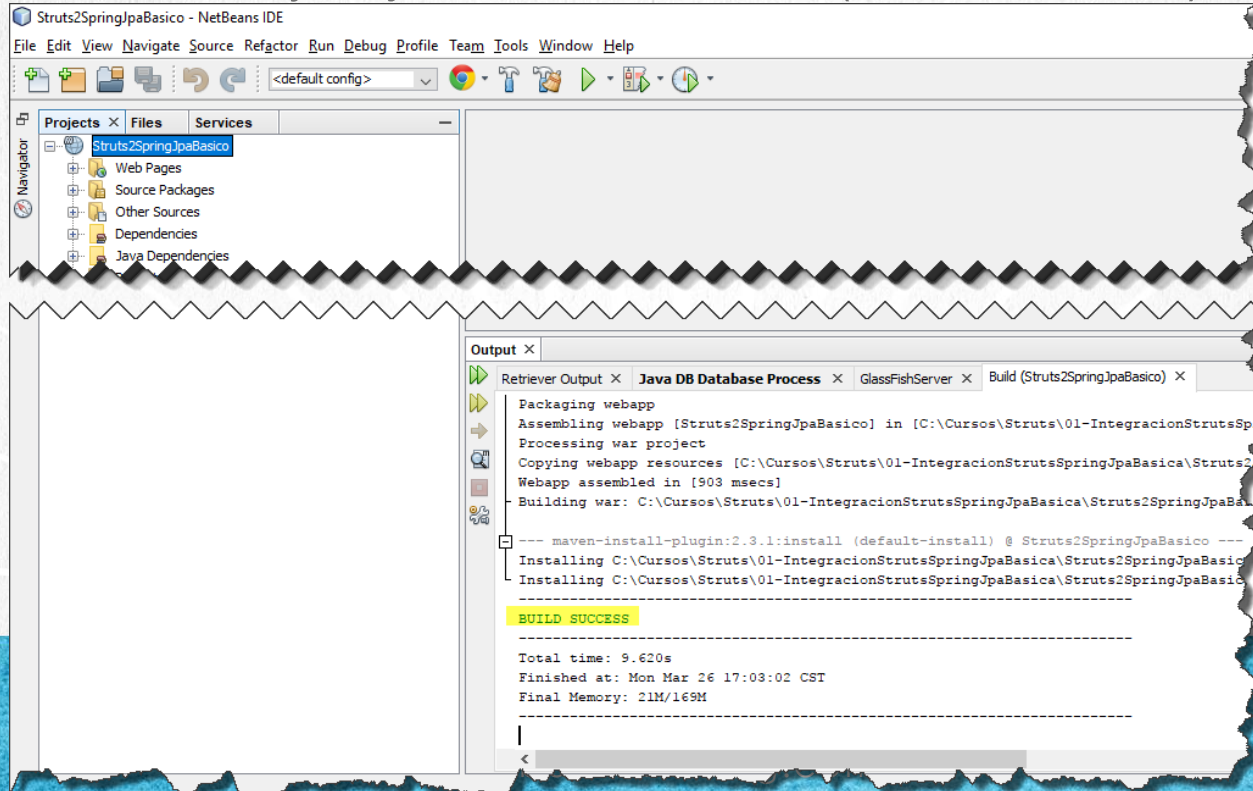 Struts2SpringJpaBasico - NetBeans IDE
File Edit View Navigate Source Refactor Run Debug Profile Team Tools Window Help
<default config>
Projects Files Services
Navigator
Struts2SpringJpaBasico
Web Pages
Source Packages
Other Sources
Dependencies
Java Dependencies
Output
Retriever Output Java DB Database Process GlassFishServer Build (Struts2SpringJpaBasico)
Packaging webapp
Assembling webapp [Struts2SpringJpaBasico] in [C:\Cursos\Struts\01-IntegracionStrutsSp
Processing war project
Copying webapp resources [C:\Cursos\Struts\01-IntegracionStrutsSpringJpaBasica\Struts2
Webapp assembled in [903 msecs]
Building war: C:\Cursos\Struts\01-IntegracionStrutsSpringJpaBasica\Struts2SpringJpaBas
--- maven-install-plugin:2.3.1:install (default-install) @ Struts2SpringJpaBasico ---
Installing C:\Cursos\Struts\01-IntegracionStrutsSpringJpaBasica\Struts2SpringJpaBasic
Installing C:\Cursos\Struts\01-IntegracionStrutsSpringJpaBasica\Struts2SpringJpaBasic
------------------------------------------------------------------------
BUILD SUCCESS
------------------------------------------------------------------------
Total time: 9.620s
Finished at: Mon Mar 26 17:03:02 CST
Final Memory: 21M/169M
------------------------------------------------------------------------